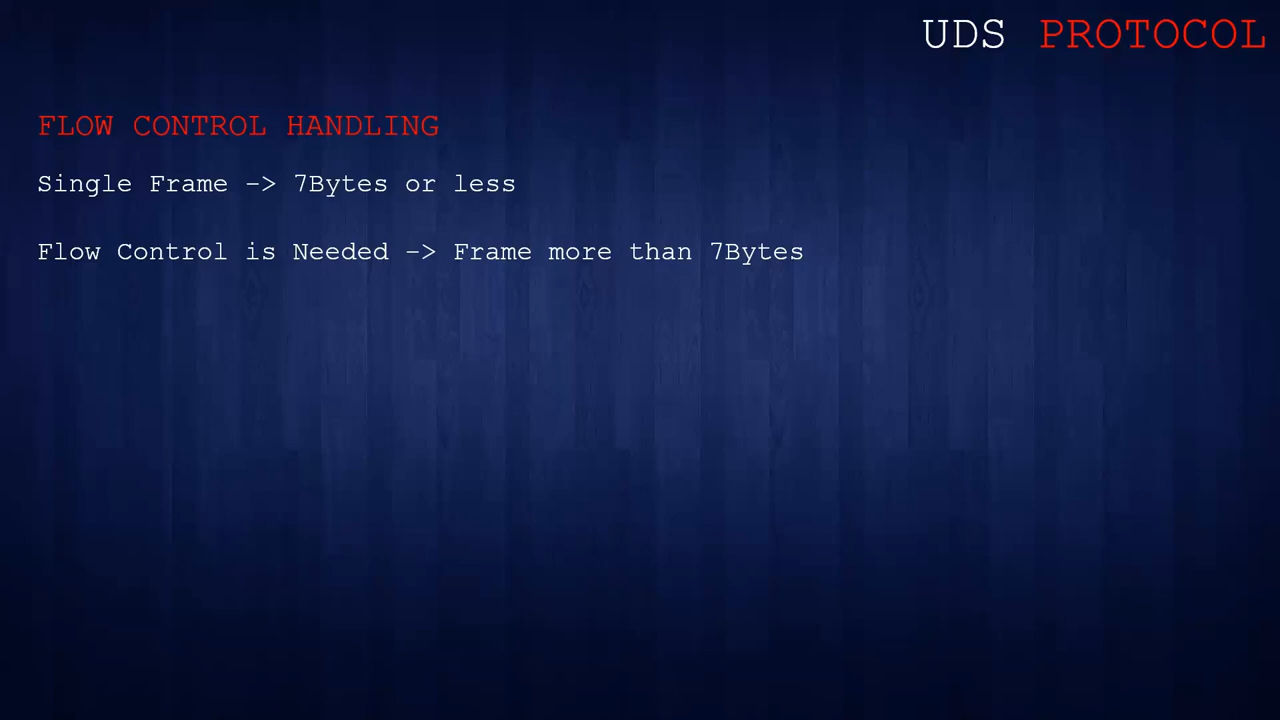 UDS PROTOCOL
FLOW CONTROL HANDLING
Single Frame -> 7Bytes or less
Flow Control is Needed -> Frame more than 7Bytes